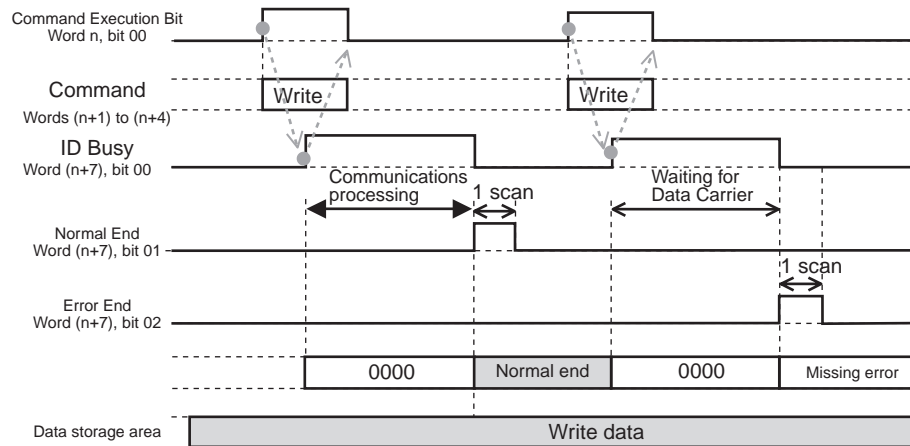 Command Execution Bit
Word n, bit 00
Command
Write
Write
Words (n+1) to (n+4)
ID Busy
Word (n+7), bit 00
Communications
processing
1 scan
Waiting for
Data Carrier
Normal End
Word (n+7), bit 01
1 scan
Error End
Word (n+7), bit 02
0000
Normal end
0000
Missing error
Data storage area
Write data